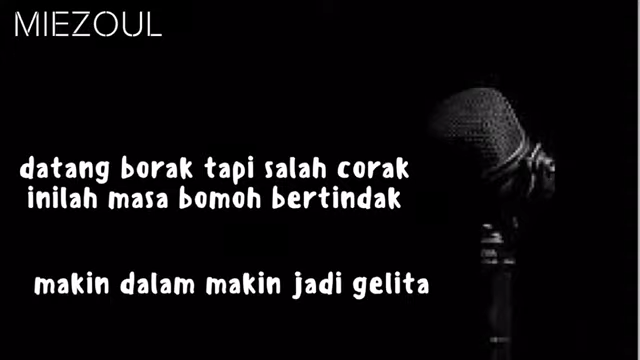 MIEZOUL
datang borak tapi salah corak
inilah masa bomoh bertindak
makin dalam makin jadi gelita